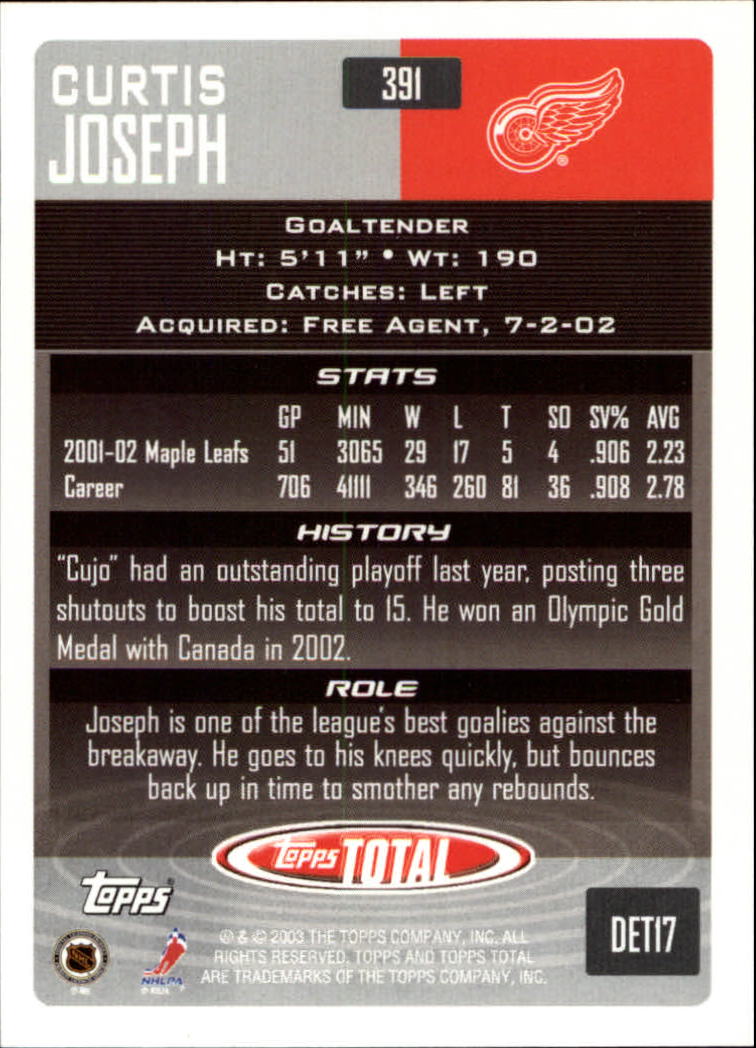 CURTIS
JOSEPH
391
®
GOALTENDER
HT: 5'11" • WT: 190
CATCHES: LEFT
ACQUIRED: FREE AGENT, 7-2-02
STATS
GP MIN W L T SO SV% AVG
2001-02 Maple Leafs 51 3065 29 17 5 4 .906 2.23
Career 706 41111 346 260 81 36 .908 2.78
HISTORY
"Cujo" had an outstanding playoff last year, posting three
shutouts to boost his total to 15. He won an Olympic Gold
Medal with Canada in 2002.
ROLE
Joseph is one of the league's best goalies against the
breakaway. He goes to his knees quickly, but bounces
back up in time to smother any rebounds.
topps TOTAL
topps®
DET17
® & © 2003 THE TOPPS COMPANY, INC. ALL
RIGHTS RESERVED. TOPPS AND TOPPS TOTAL
ARE TRADEMARKS OF THE TOPPS COMPANY, INC.
NHL
NHLPA